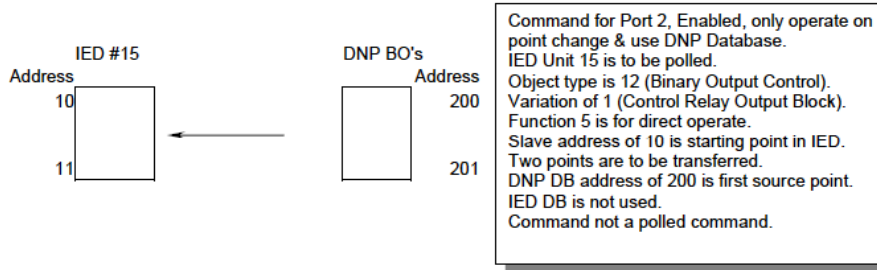 IED #15
DNP BO's
Address
Address
10
200
11
201
Command for Port 2, Enabled, only operate on
point change & use DNP Database.
IED Unit 15 is to be polled.
Object type is 12 (Binary Output Control).
Variation of 1 (Control Relay Output Block).
Function 5 is for direct operate.
Slave address of 10 is starting point in IED.
Two points are to be transferred.
DNP DB address of 200 is first source point.
IED DB is not used.
Command not a polled command.